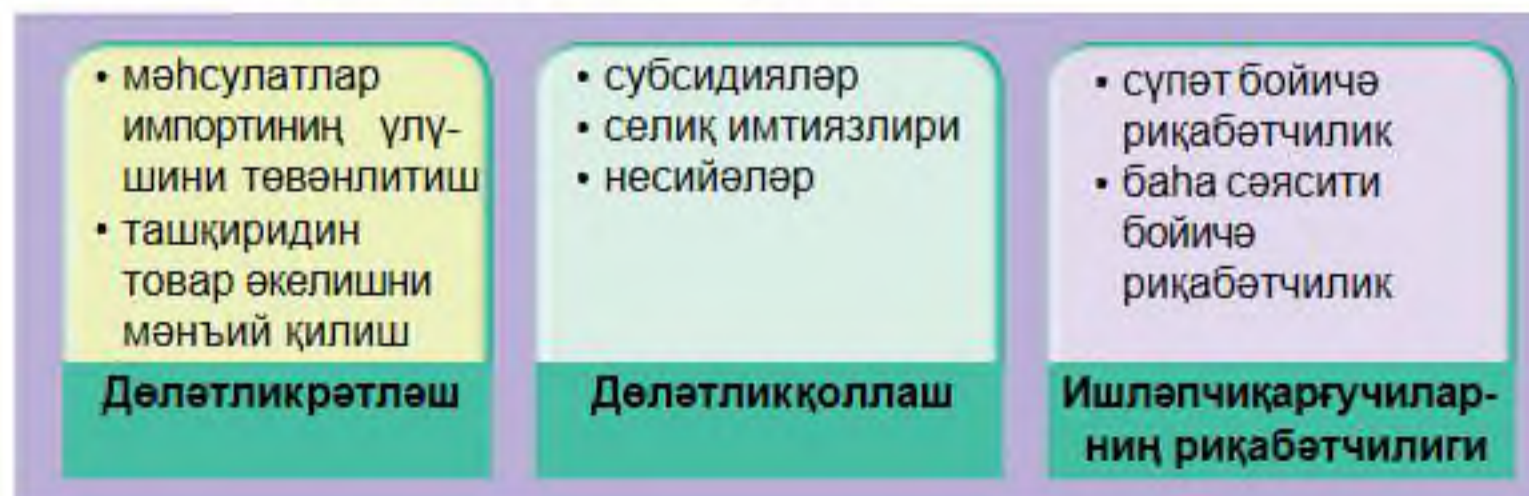 • мәһсулатлар
импортиниң үлү-
шини төвәнлитиш
• ташқиридин
товар әкелишни
мәнъий қилиш
Дөләтликрәтләш
• субсидияләр
• селиқ имтиязлири
• несийәләр
Дөләтликқоллаш
• сүпәт бойичә
риқабәтчилик
• баһа сәясити
бойичә
риқабәтчилик
Ишләпчиқарғучилар-
ниң риқабәтчилиги